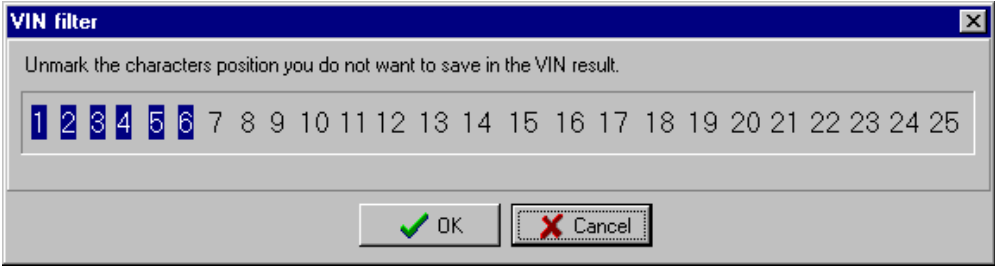 VIN filter
Unmark the characters position you do not want to save in the VIN result.
1 2 3 4 5 6 7 8 9 10 11 12 13 14 15 16 17 18 19 20 21 22 23 24 25
OK Cancel